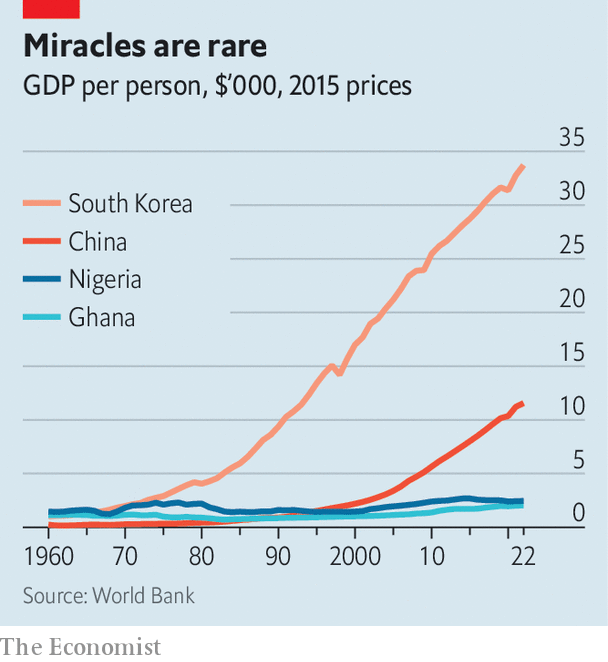 Miracles are rare
GDP per person, $’000, 2015 prices
35
South Korea
30
China
25
Nigeria
20
Ghana
15
10
5
0
1960 70 80 90 2000 10 22
Source: World Bank
The Economist